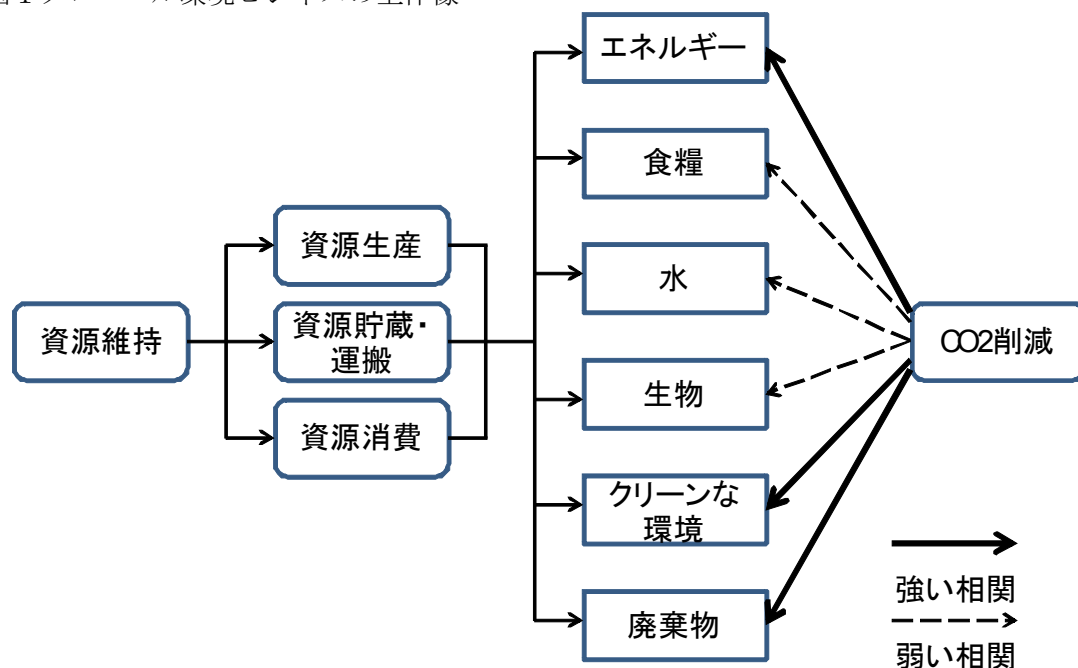 エネルギー
食糧
資源生産
水
資源維持
資源貯蔵・
運搬
CO2削減
生物
資源消費
クリーンな
環境
強い相関
廃棄物
弱い相関